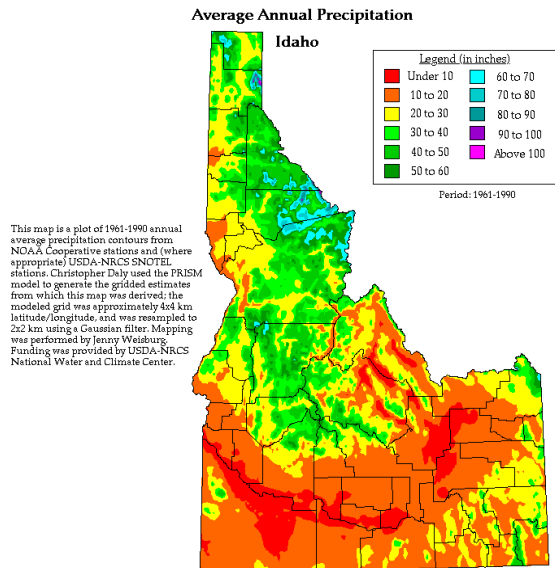 Average Annual Precipitation
Idaho
Legend (in inches)
Under 10
10 to 20
20 to 30
30 to 40
40 to 50
50 to 60
60 to 70
70 to 80
80 to 90
90 to 100
Above 100
Period: 1961-1990
This map is a plot of 1961-1990 annual
average precipitation contours from
NOAA Cooperative stations and (where
appropriate) USDA-NRCS SNOTEL
stations. Christopher Daly used the PRISM
model to generate the gridded estimates
from which this map was derived; the
modeled grid was approximately 4x4 km
latitude/longitude, and was resampled to
2x2 km using a Gaussian filter. Mapping
was performed by Jenny Weisburg.
Funding was provided by USDA-NRCS
National Water and Climate Center.